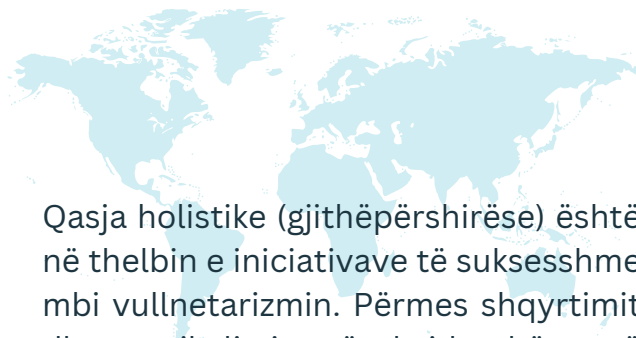 Qasja holistike (gjithëpërshirëse) është
në thelbin e iniciativave të suksesshme
mbi vullnetarizmin. Përmes shqyrtimit